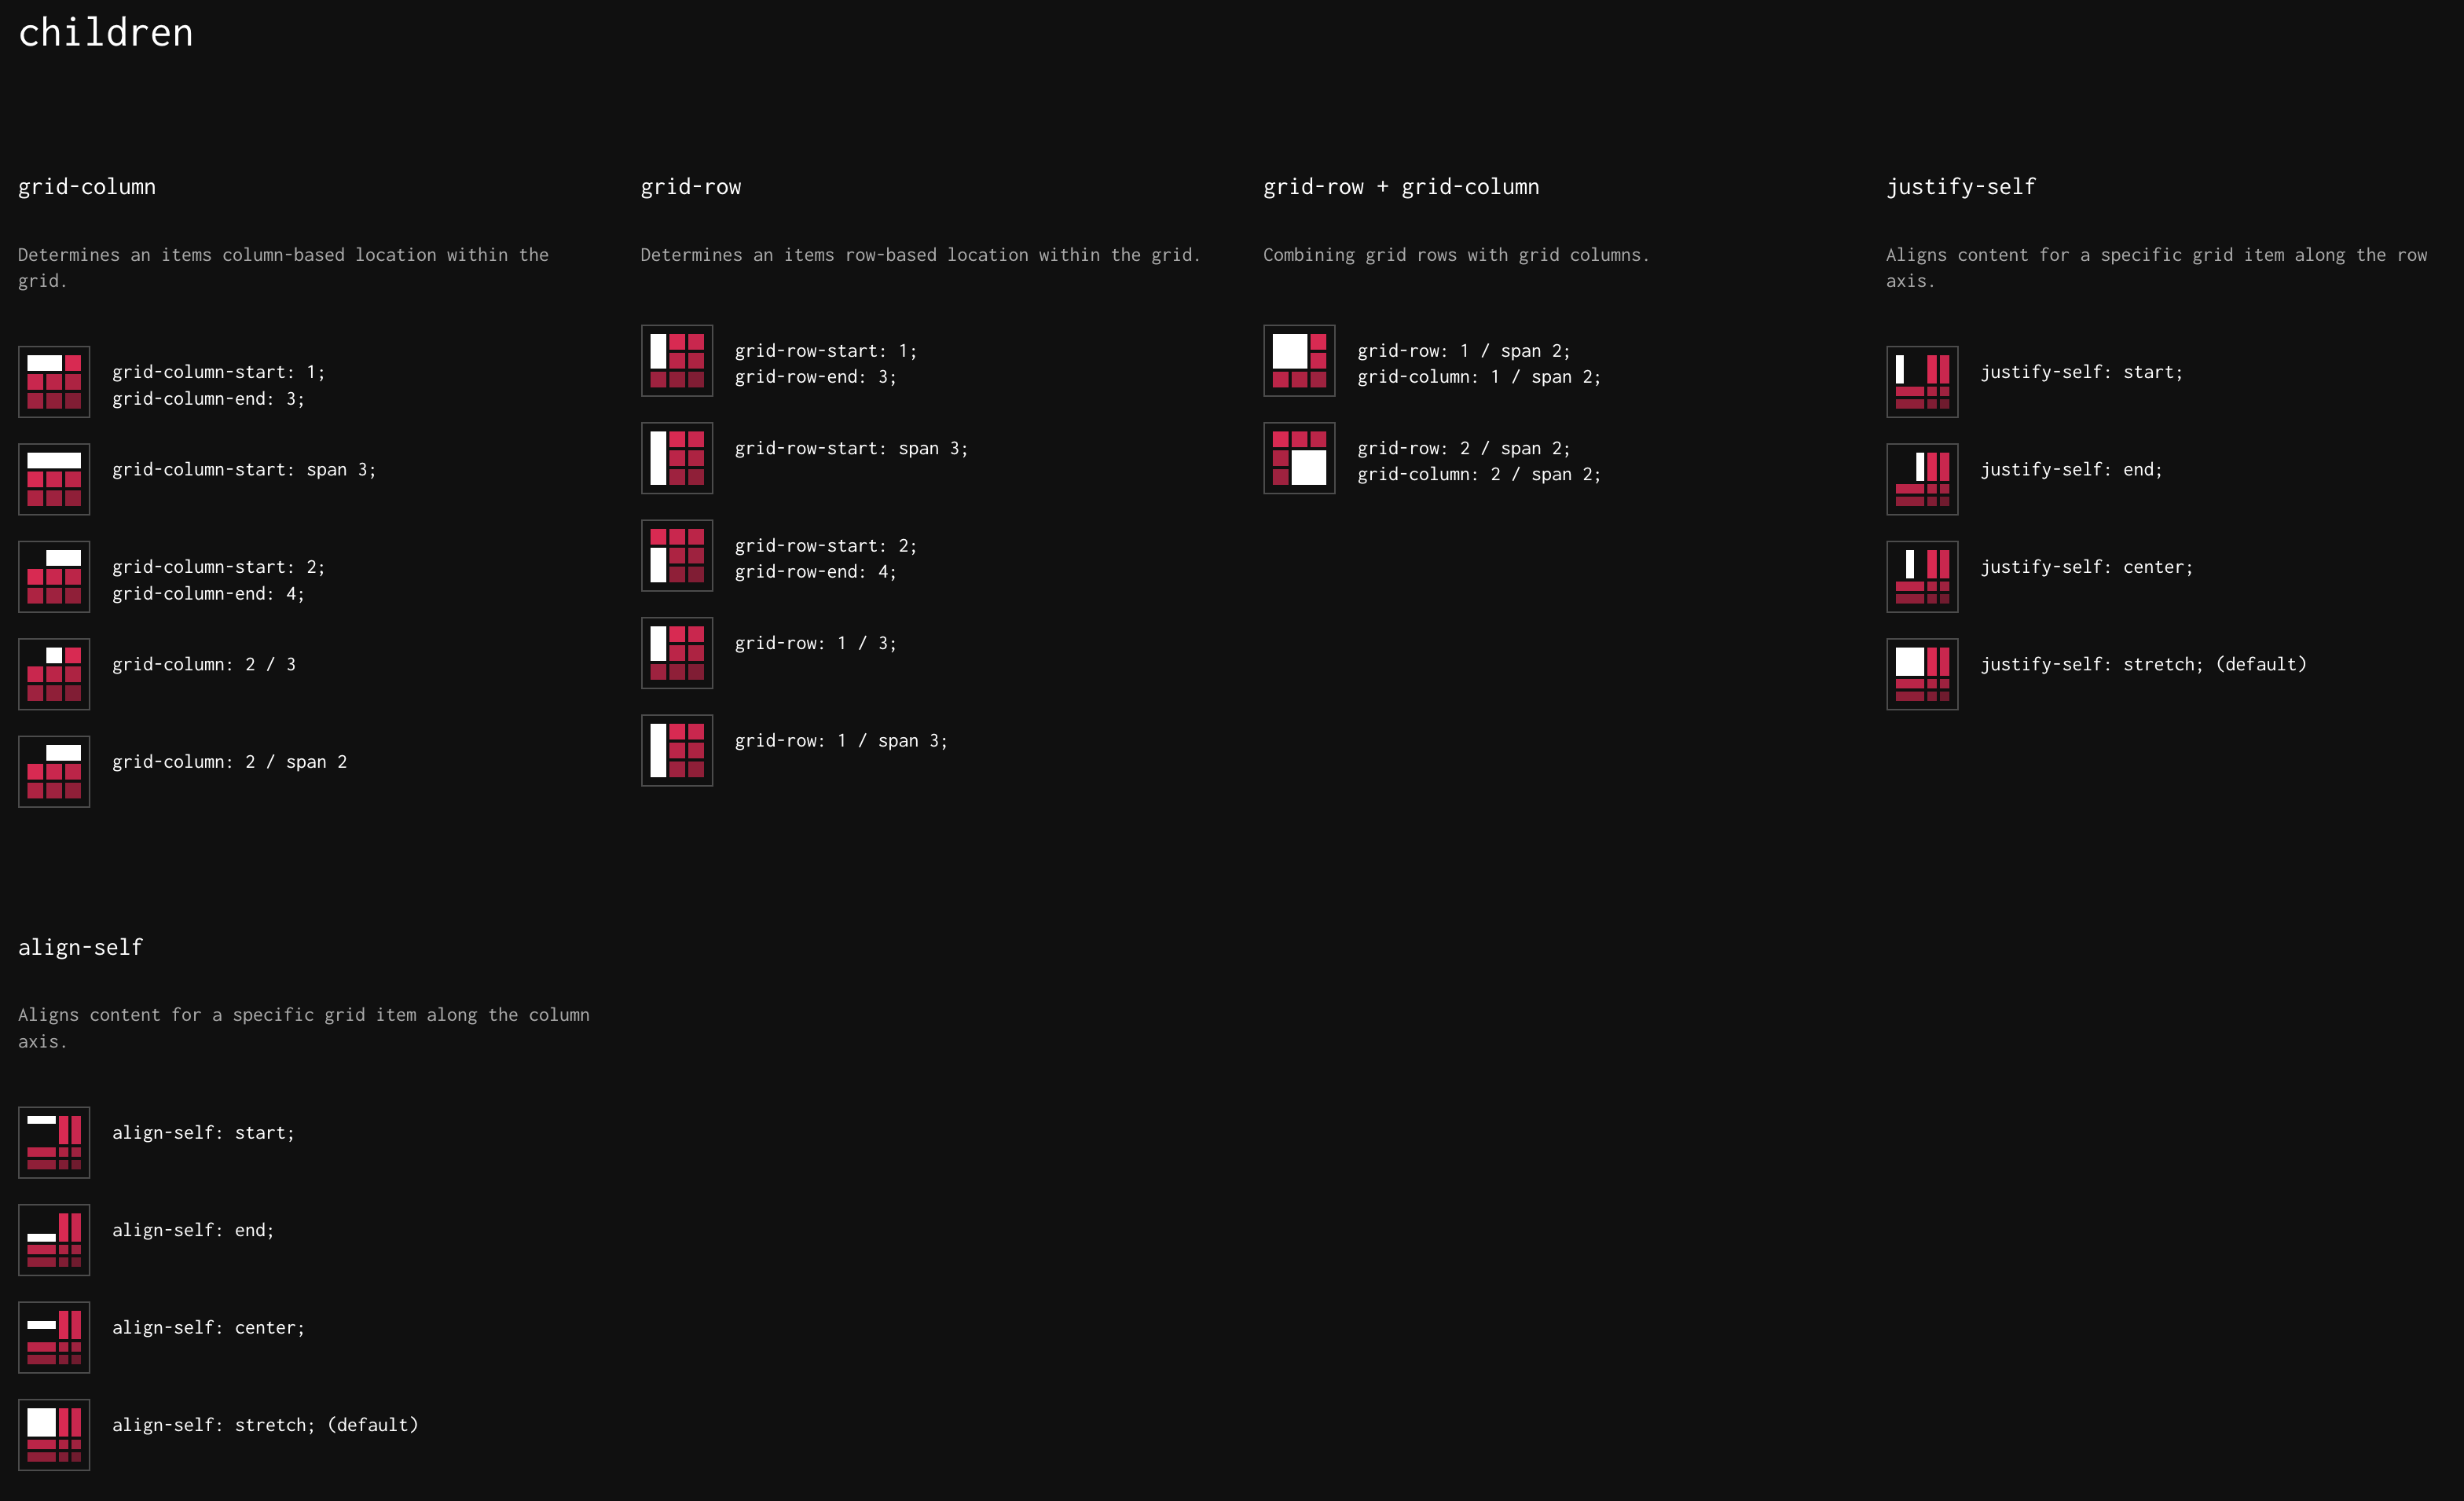 children
grid-column
Determines an items column-based location within the
grid.
grid-column-start: 1;
grid-column-end: 3;
grid-column-start: span 3;
grid-column-start: 2;
grid-column-end: 4;
grid-column: 2 / 3
grid-column: 2 / span 2
grid-row
Determines an items row-based location within the grid.
grid-row-start: 1;
grid-row-end: 3;
grid-row-start: span 3;
grid-row-start: 2;
grid-row-end: 4;
grid-row: 1 / 3;
grid-row: 1 / span 3;
grid-row + grid-column
Combining grid rows with grid columns.
grid-row: 1 / span 2;
grid-column: 1 / span 2;
grid-row: 2 / span 2;
grid-column: 2 / span 2;
justify-self
Aligns content for a specific grid item along the row
axis.
justify-self: start;
justify-self: end;
justify-self: center;
justify-self: stretch; (default)
align-self
Aligns content for a specific grid item along the column
axis.
align-self: start;
align-self: end;
align-self: center;
align-self: stretch; (default)